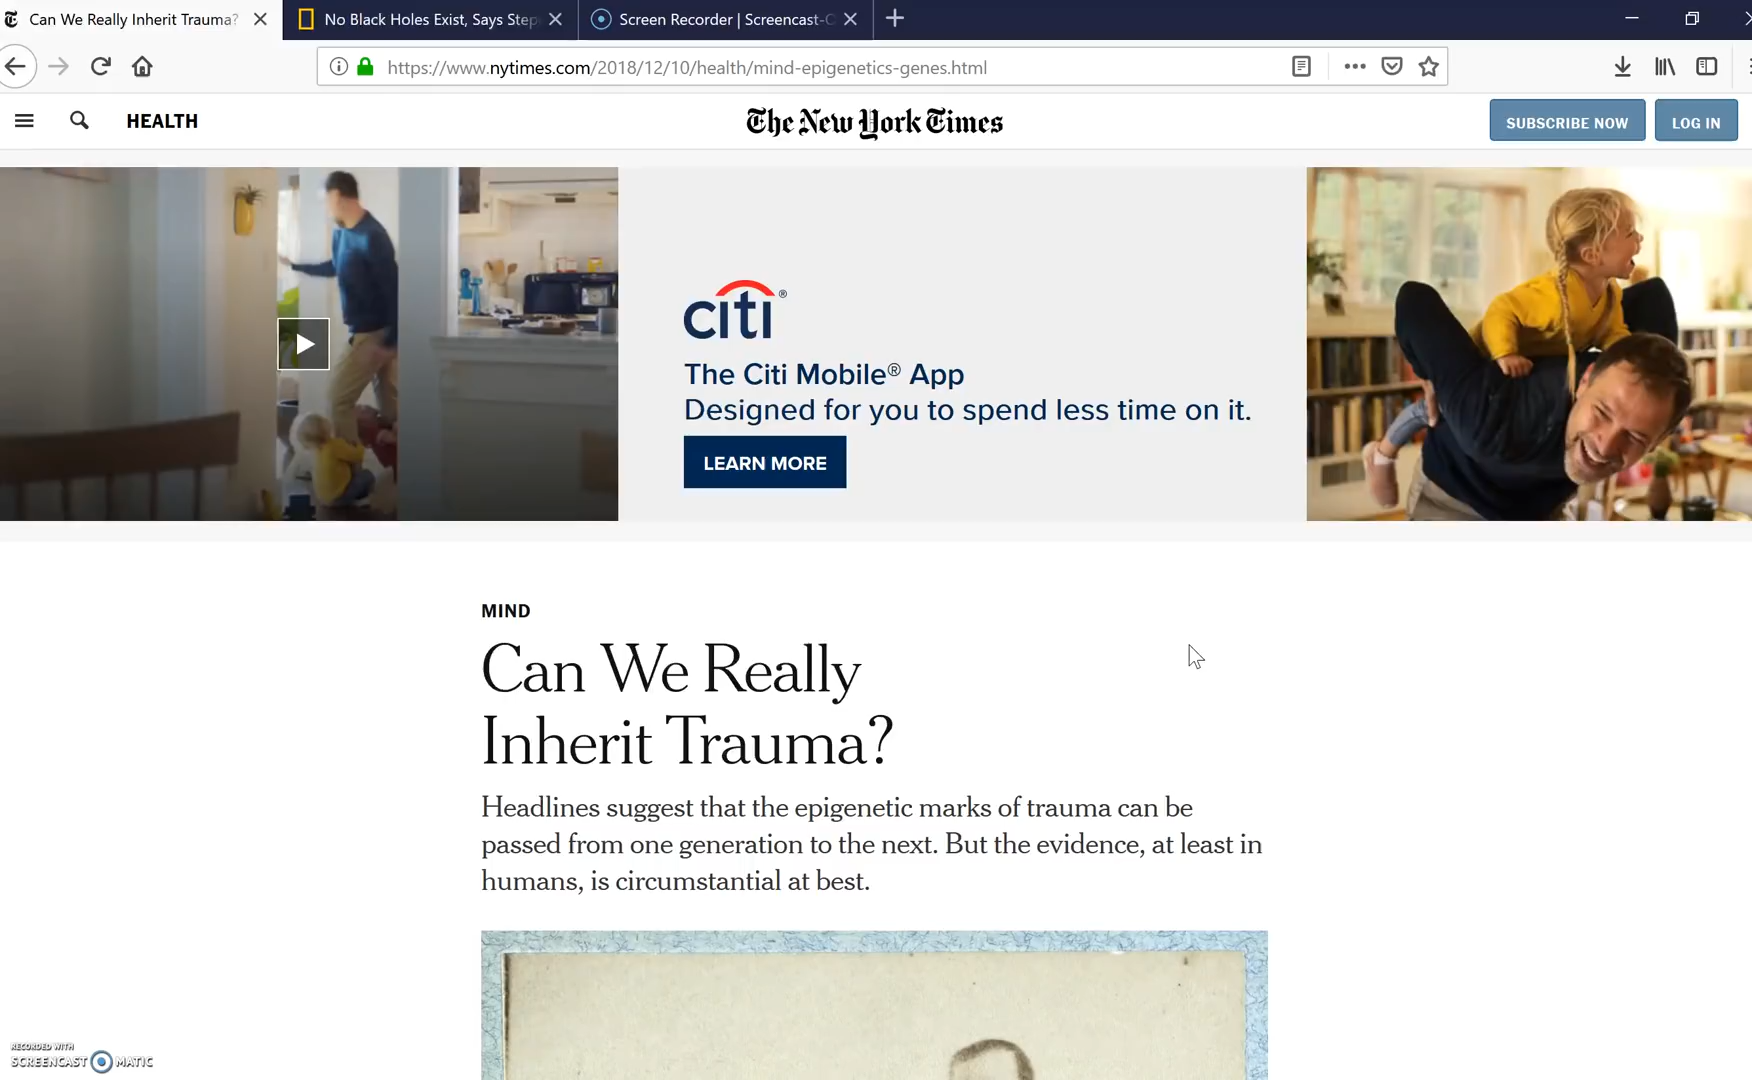 Can We Really Inherit Trauma?
No Black Holes Exist, Says Step
Screen Recorder | Screencast-O
https://www.nytimes.com/2018/12/10/health/mind-epigenetics-genes.html
HEALTH
The New York Times
SUBSCRIBE NOW
LOG IN
citi®
The Citi Mobile® App
Designed for you to spend less time on it.
LEARN MORE
MIND
Can We Really
Inherit Trauma?
Headlines suggest that the epigenetic marks of trauma can be
passed from one generation to the next. But the evidence, at least in
humans, is circumstantial at best.
RECORDED WITH
SCREENCAST MATIC